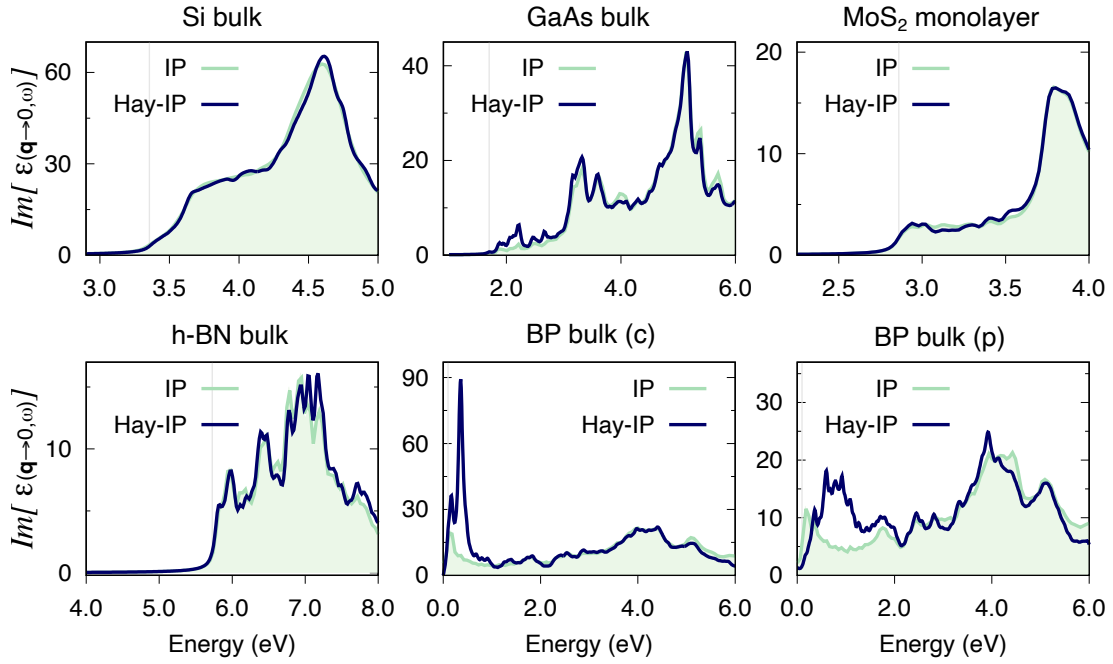 Si bulk
Im[ ε(q→0,ω)]
60
30
0
3.0 3.5 4.0 4.5 5.0
IP
Hay-IP
GaAs bulk
40
20
0
2.0 4.0 6.0
IP
Hay-IP
MoS₂ monolayer
20
10
0
2.5 3.0 3.5 4.0
IP
Hay-IP
h-BN bulk
Im[ ε(q→0,ω)]
10
0
4.0 5.0 6.0 7.0 8.0
Energy (eV)
IP
Hay-IP
BP bulk (c)
90
60
30
0
0.0 2.0 4.0 6.0
Energy (eV)
IP
Hay-IP
BP bulk (p)
30
20
10
0
0.0 2.0 4.0 6.0
Energy (eV)
IP
Hay-IP